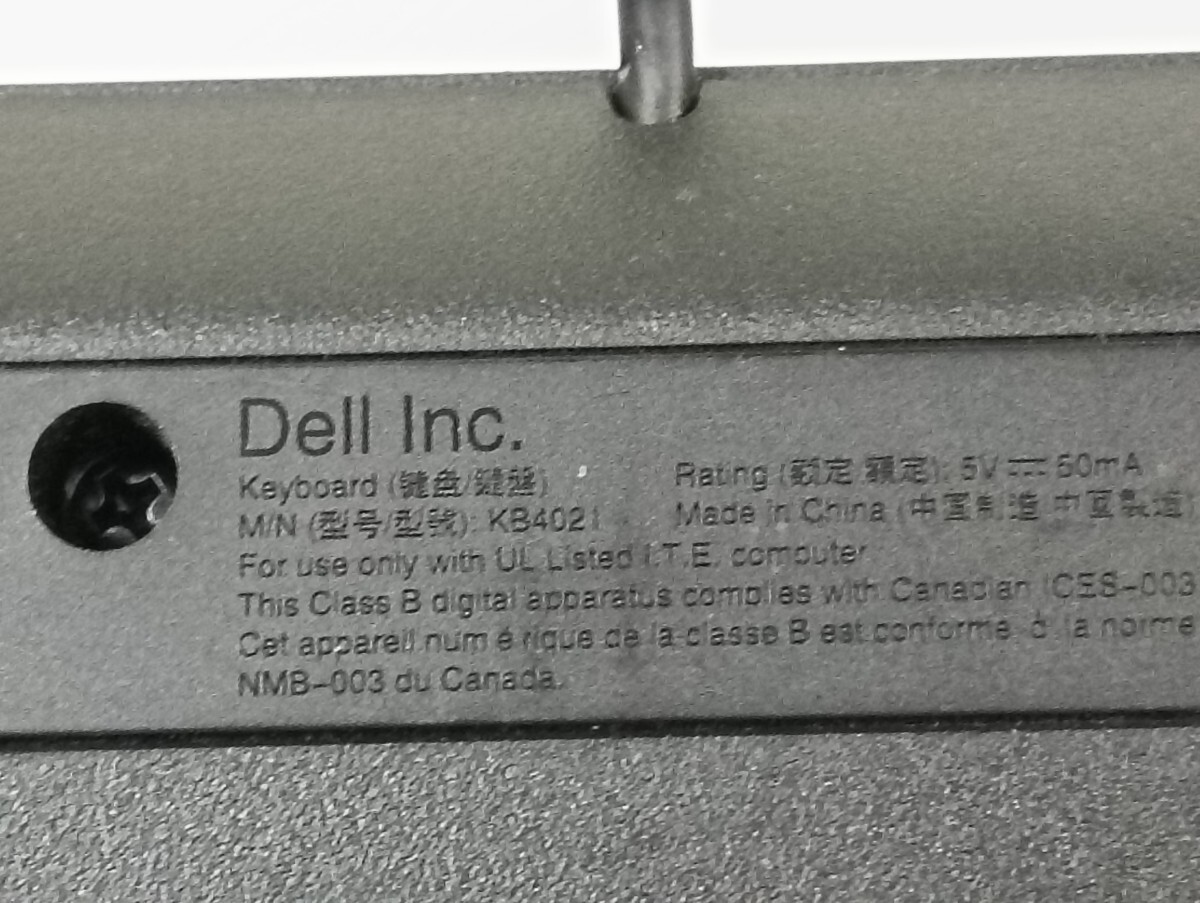 Dell Inc.
Keyboard (键盘/鍵盤)
Rating (额定 額定): 5V ⎓ 50mA
M/N (型号/型號): KB4021
Made in China (中国制造 中國製造)
For use only with UL Listed I.T.E. computer
This Class B digital apparatus complies with Canadian ICES-003
Cet appareil num é rique de la classe B est conforme à la norme
NMB-003 du Canada.